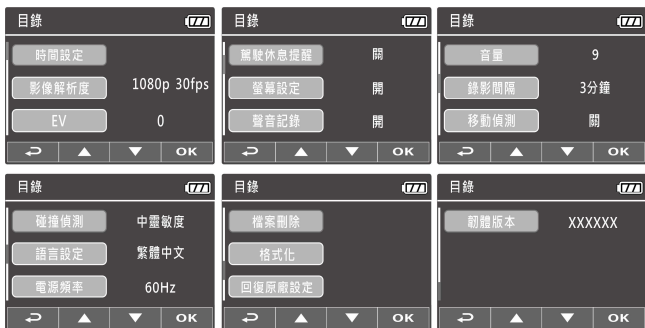 目錄
時間設定
影像解析度 1080p 30fps
EV 0
OK
目錄
駕駛休息提醒 關
螢幕設定 開
聲音記錄 開
OK
目錄
音量 9
錄影間隔 3分鐘
移動偵測 關
OK
目錄
碰撞偵測 中靈敏度
語言設定 繁體中文
電源頻率 60Hz
OK
目錄
檔案刪除
格式化
回復原廠設定
OK
目錄
韌體版本 XXXXXX
OK